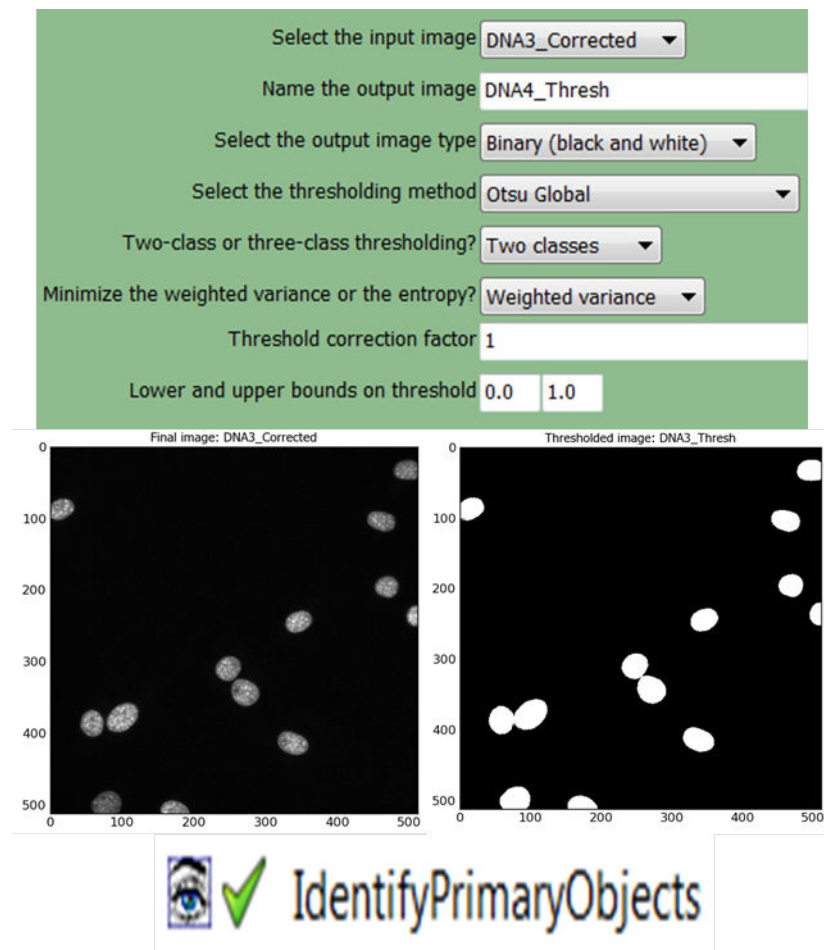 Select the input image DNA3_Corrected
Name the output image DNA4_Thresh
Select the output image type Binary (black and white)
Select the thresholding method Otsu Global
Two-class or three-class thresholding? Two classes
Minimize the weighted variance or the entropy? Weighted variance
Threshold correction factor 1
Lower and upper bounds on threshold 0.0 1.0
Final image: DNA3_Corrected
0
100
200
300
400
500
0 100 200 300 400 500
Thresholded image: DNA3_Thresh
0
100
200
300
400
500
0 100 200 300 400 500
IdentifyPrimaryObjects